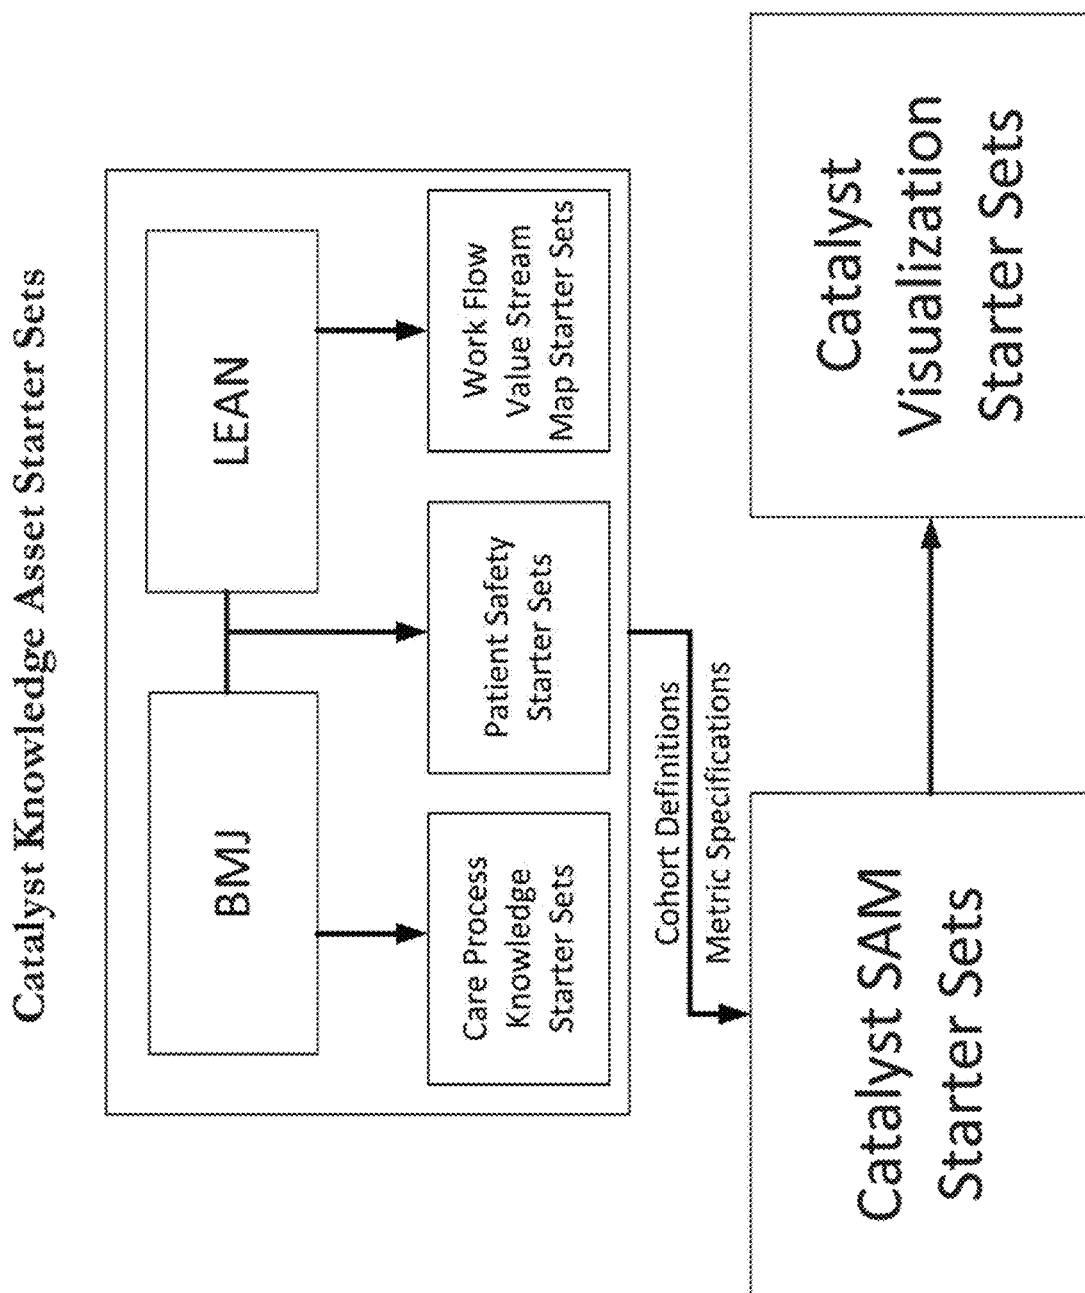 Catalyst Knowledge Asset Starter Sets
BMJ
LEAN
Care Process
Knowledge
Starter Sets
Patient Safety
Starter Sets
Work Flow
Value Stream
Map Starter Sets
Cohort Definitions
Metric Specifications
Catalyst SAM
Starter Sets
Catalyst
Visualization
Starter Sets